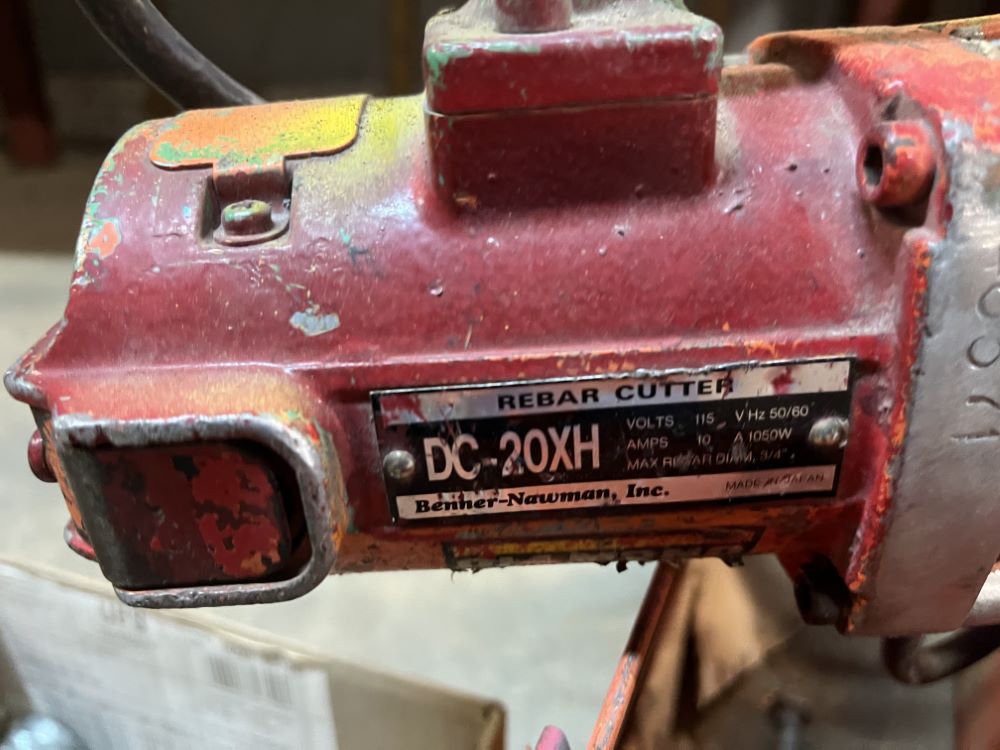 REBAR CUTTER
DC-20XH
VOLTS 115 V Hz 50/60
AMPS 10 A 1050W
MAX REBAR DIAM. 3/4"
Benner-Nawman, Inc.
MADE IN JAPAN